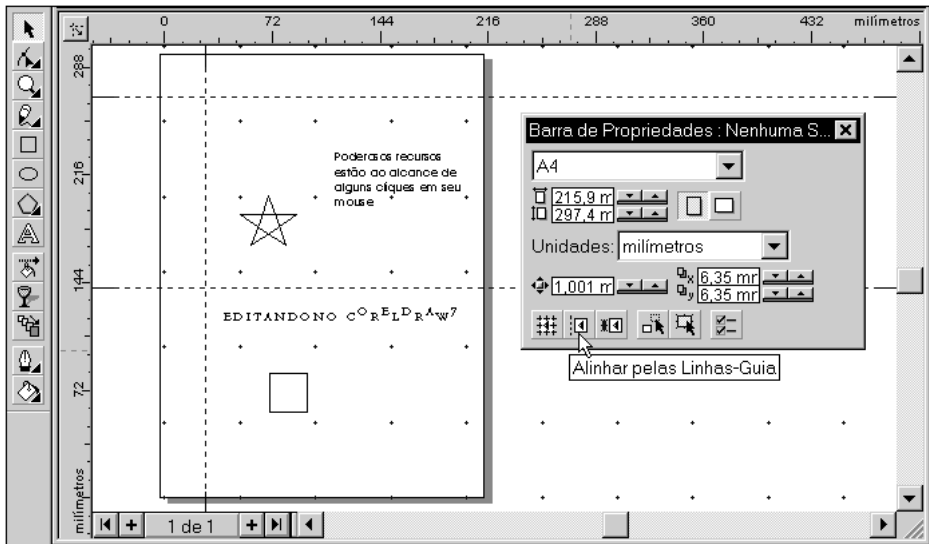 0 72 144 216 288 360 432 milímetros
288
216
144
72
milímetros
Poderosos recursos
estão ao alcance de
alguns cliques em seu
mouse
EDITANDO NO CORELDRAW7
Barra de Propriedades : Nenhuma S...
A4
215,9 m
297,4 m
Unidades: milímetros
1,001 m
x 6,35 mr
y 6,35 mr
Alinhar pelas Linhas-Guia
1 de 1